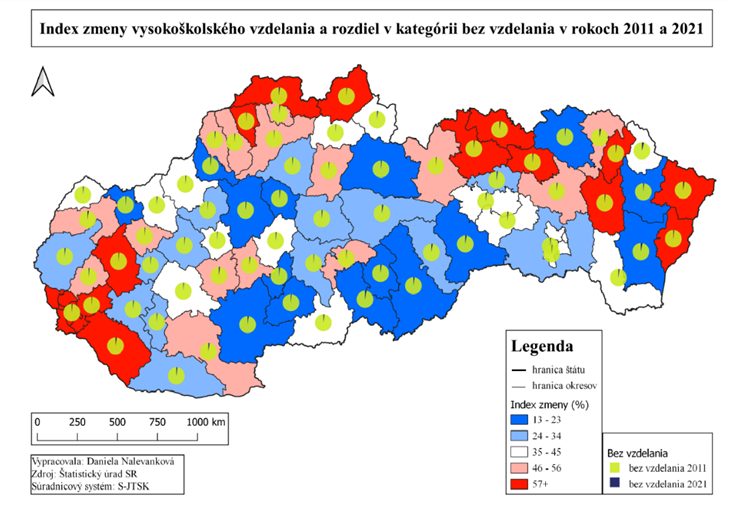 Index zmeny vysokoškolského vzdelania a rozdiel v kategórii bez vzdelania v rokoch 2011 a 2021
Legenda
hranica štátu
hranica okresov
Index zmeny (%)
13 - 23
24 - 34
35 - 45
46 - 56
57+
Bez vzdelania
bez vzdelania 2011
bez vzdelania 2021
0 250 500 750 1000 km
Vypracovala: Daniela Nalevanková
Zdroj: Štatistický úrad SR
Súradnicový systém: S-JTSK